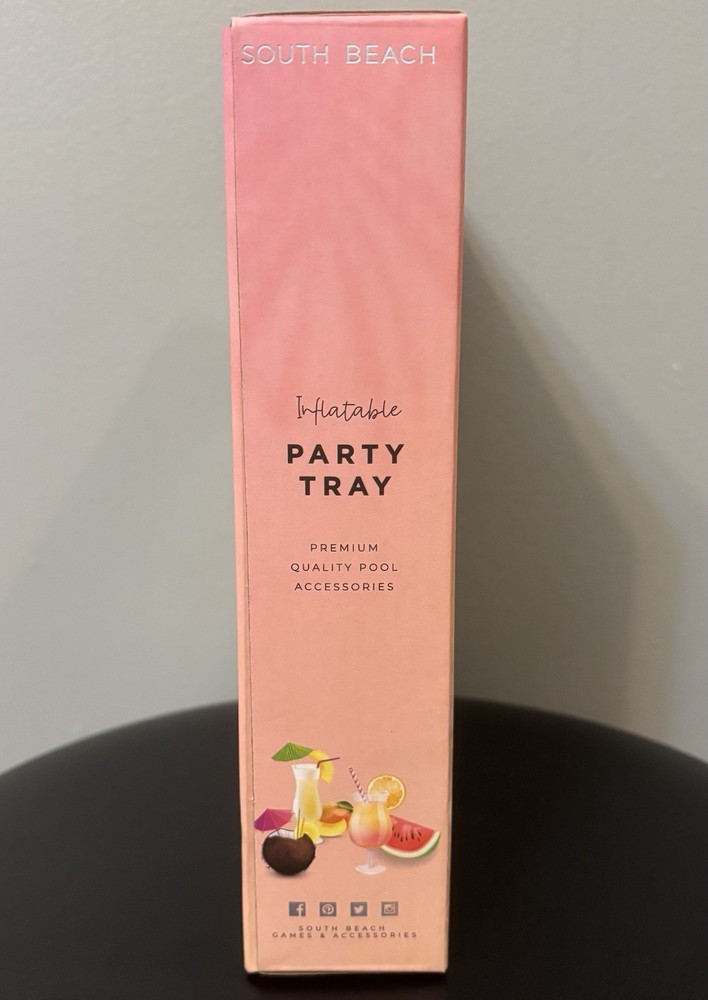 SOUTH BEACH
Inflatable
PARTY
TRAY
PREMIUM
QUALITY POOL
ACCESSORIES
SOUTH BEACH
GAMES & ACCESSORIES